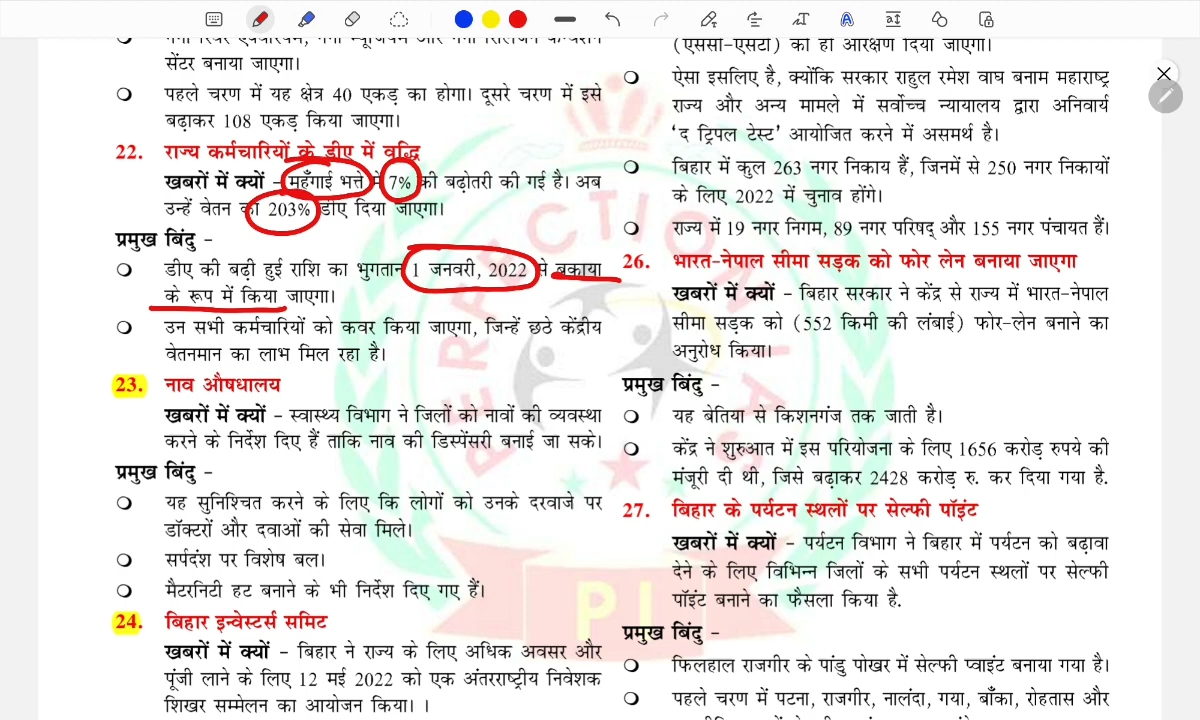 सेंटर बनाया जाएगा।
पहले चरण में यह क्षेत्र 40 एकड़ का होगा। दूसरे चरण में इसे
बढ़ाकर 108 एकड़ किया जाएगा।
22. राज्य कर्मचारियों के डीए में वृद्धि
खबरों में क्यों – महँगाई भत्ते में 7% की बढ़ोतरी की गई है। अब
उन्हें वेतन का 203% डीए दिया जाएगा।
प्रमुख बिंदु –
डीए की बढ़ी हुई राशि का भुगतान 1 जनवरी, 2022 से बकाया
के रूप में किया जाएगा।
उन सभी कर्मचारियों को कवर किया जाएगा, जिन्हें छठे केंद्रीय
वेतनमान का लाभ मिल रहा है।
23. नाव औषधालय
खबरों में क्यों – स्वास्थ्य विभाग ने जिलों को नावों की व्यवस्था
करने के निर्देश दिए हैं ताकि नाव की डिस्पेंसरी बनाई जा सके।
प्रमुख बिंदु –
यह सुनिश्चित करने के लिए कि लोगों को उनके दरवाजे पर
डॉक्टरों और दवाओं की सेवा मिले।
सर्पदंश पर विशेष बल।
मैटरनिटी हट बनाने के भी निर्देश दिए गए हैं।
24. बिहार इन्वेस्टर्स समिट
खबरों में क्यों – बिहार ने राज्य के लिए अधिक अवसर और
पूंजी लाने के लिए 12 मई 2022 को एक अंतरराष्ट्रीय निवेशक
शिखर सम्मेलन का आयोजन किया। ।
(एससी-एसटी) को ही आरक्षण दिया जाएगा।
ऐसा इसलिए है, क्योंकि सरकार राहुल रमेश वाघ बनाम महाराष्ट्र
राज्य और अन्य मामले में सर्वोच्च न्यायालय द्वारा अनिवार्य
‘द ट्रिपल टेस्ट’ आयोजित करने में असमर्थ है।
बिहार में कुल 263 नगर निकाय हैं, जिनमें से 250 नगर निकायों
के लिए 2022 में चुनाव होंगे।
राज्य में 19 नगर निगम, 89 नगर परिषद् और 155 नगर पंचायत हैं।
26. भारत-नेपाल सीमा सड़क को फोर लेन बनाया जाएगा
खबरों में क्यों – बिहार सरकार ने केंद्र से राज्य में भारत-नेपाल
सीमा सड़क को (552 किमी की लंबाई) फोर-लेन बनाने का
अनुरोध किया।
प्रमुख बिंदु –
यह बेतिया से किशनगंज तक जाती है।
केंद्र ने शुरुआत में इस परियोजना के लिए 1656 करोड़ रुपये की
मंजूरी दी थी, जिसे बढ़ाकर 2428 करोड़ रु. कर दिया गया है.
27. बिहार के पर्यटन स्थलों पर सेल्फी पॉइंट
खबरों में क्यों – पर्यटन विभाग ने बिहार में पर्यटन को बढ़ावा
देने के लिए विभिन्न जिलों के सभी पर्यटन स्थलों पर सेल्फी
पॉइंट बनाने का फैसला किया है.
प्रमुख बिंदु –
फिलहाल राजगीर के पांडु पोखर में सेल्फी प्वाइंट बनाया गया है।
पहले चरण में पटना, राजगीर, नालंदा, गया, बाँका, रोहतास और
PERFECTION IAS
PI